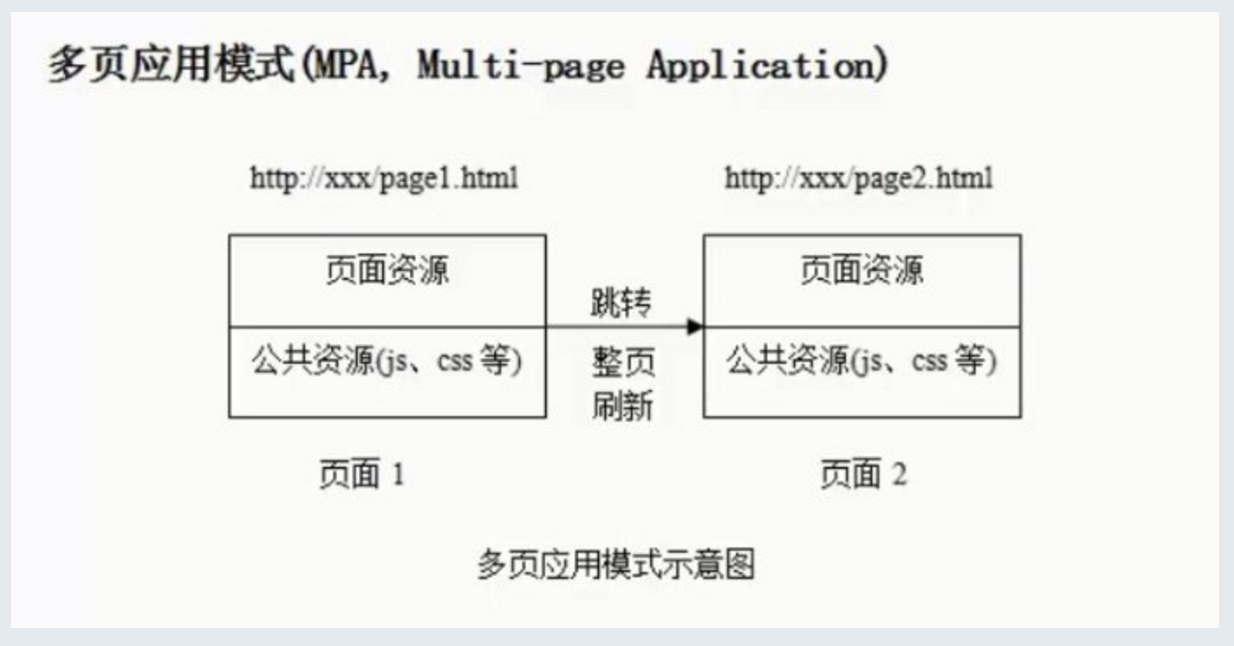 多页应用模式(MPA, Multi-page Application)
http://xxx/page1.html
http://xxx/page2.html
页面资源
页面资源
跳转
公共资源(js、css 等)
整页
刷新
公共资源(js、css 等)
页面 1
页面 2
多页应用模式示意图